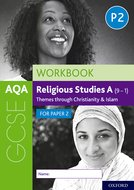 P2
WORKBOOK
AQA
GCSE
Religious Studies A (9 – 1)
Themes through Christianity & Islam
FOR PAPER 2
Name: